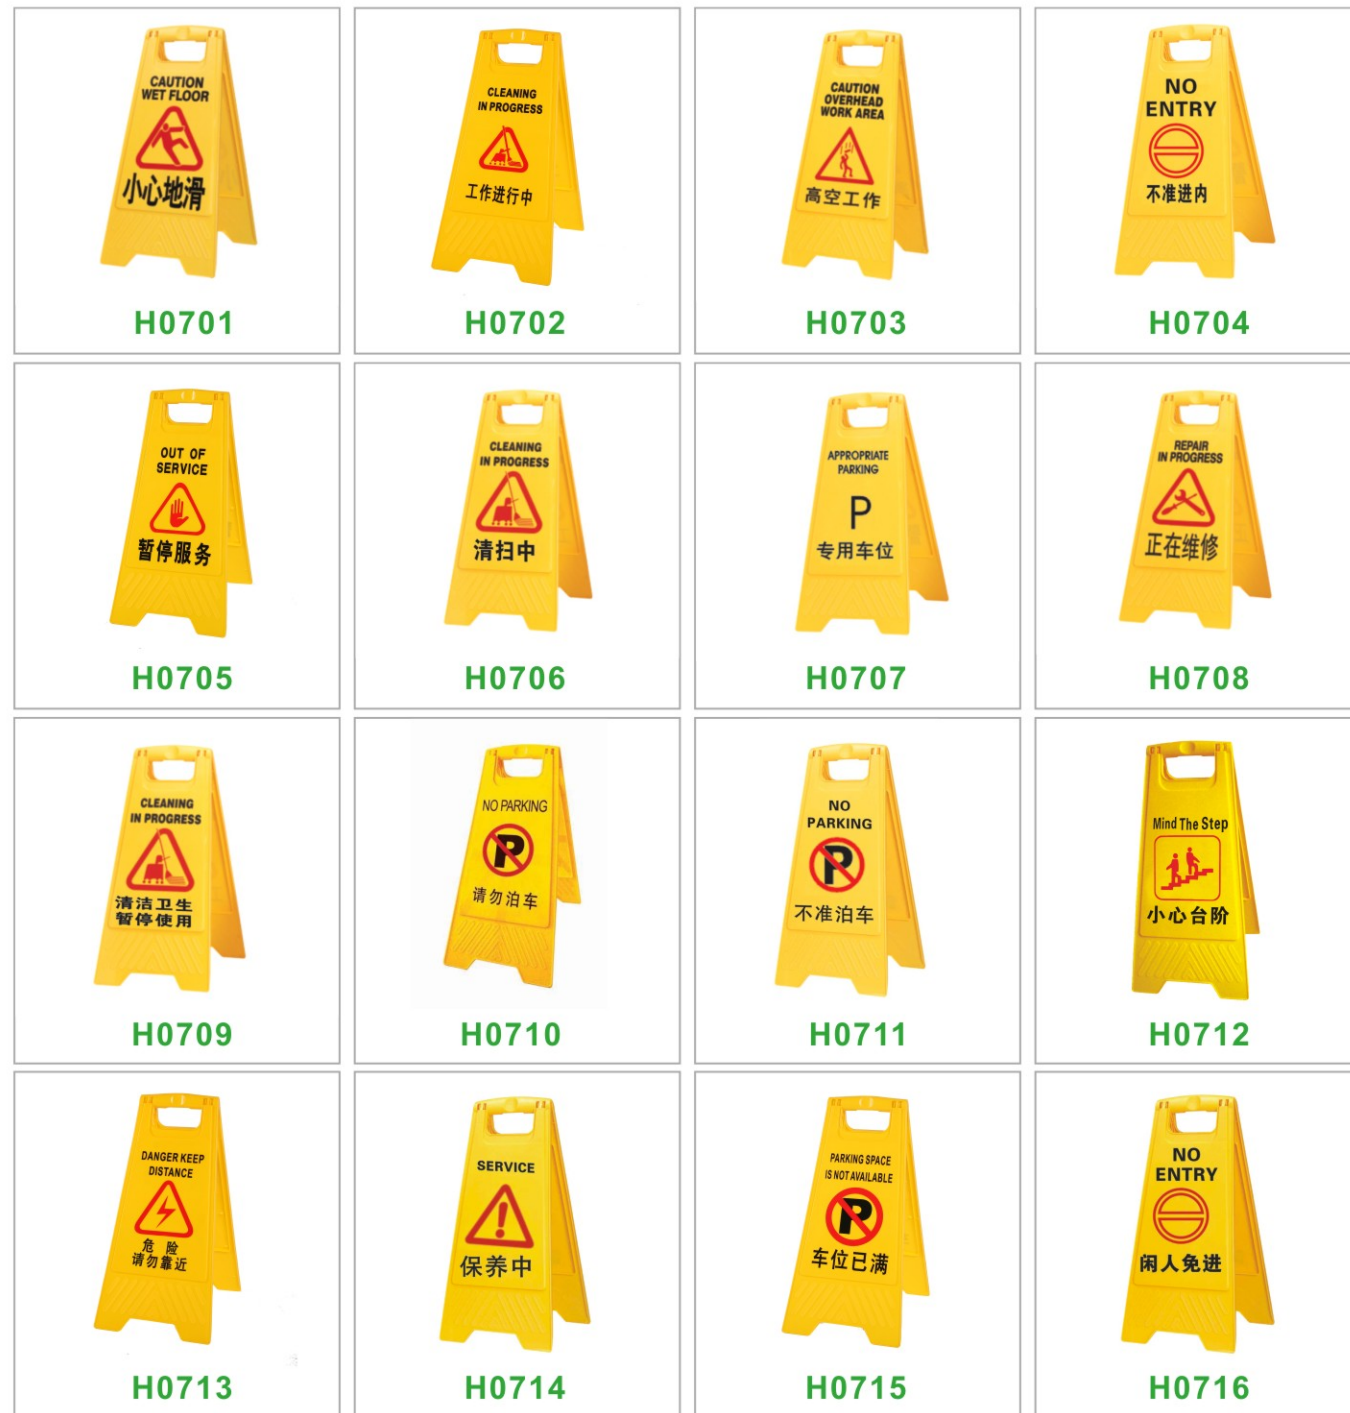 CAUTION
WET FLOOR
小心地滑
H0701
CLEANING
IN PROGRESS
工作进行中
H0702
CAUTION
OVERHEAD
WORK AREA
高空工作
H0703
NO
ENTRY
不准进内
H0704
OUT OF
SERVICE
暂停服务
H0705
CLEANING
IN PROGRESS
清扫中
H0706
APPROPRIATE
PARKING
P
专用车位
H0707
REPAIR
IN PROGRESS
正在维修
H0708
CLEANING
IN PROGRESS
清洁卫生
暂停使用
H0709
NO PARKING
P
请勿泊车
H0710
NO
PARKING
P
不准泊车
H0711
Mind The Step
小心台阶
H0712
DANGER KEEP
DISTANCE
危 险
请勿靠近
H0713
SERVICE
保养中
H0714
PARKING SPACE
IS NOT AVAILABLE
P
车位已满
H0715
NO
ENTRY
闲人免进
H0716